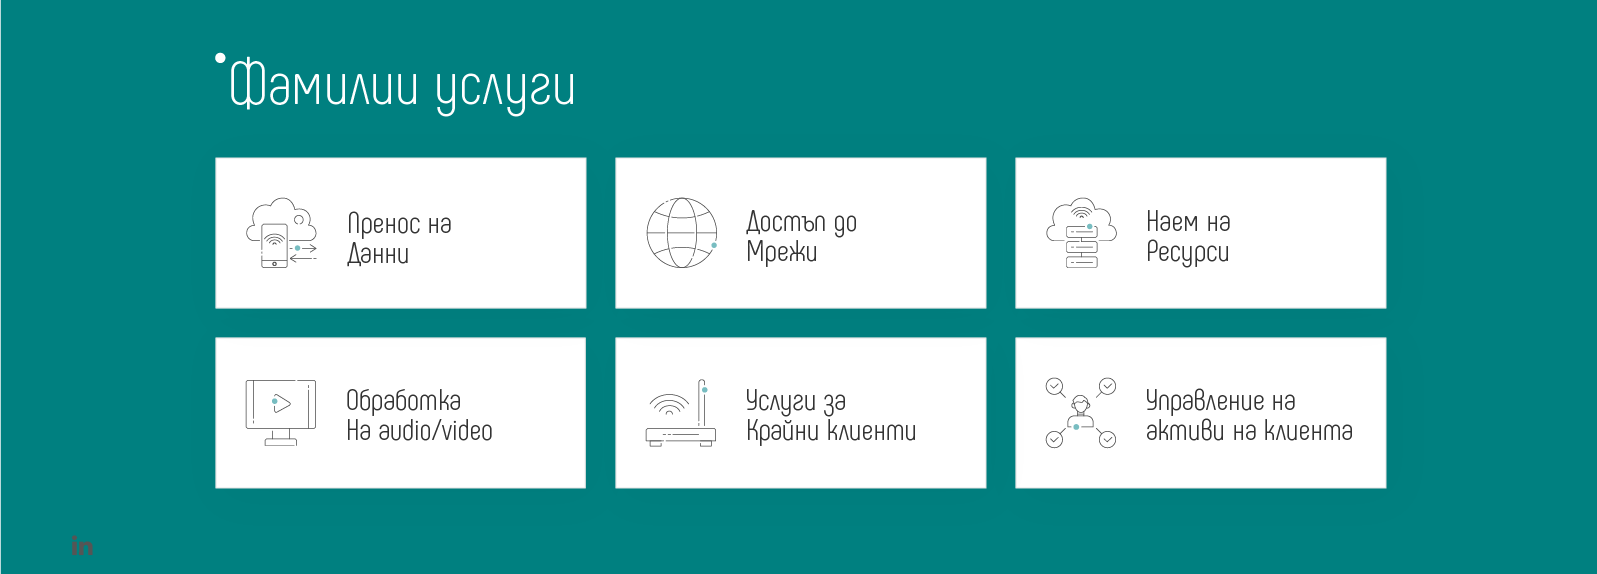 Фамилии услуги
Пренос на
Данни
Достъп до
Мрежи
Наем на
Ресурси
Обработка
На audio/video
Услуги за
Крайни клиенти
Управление на
активи на клиента
in